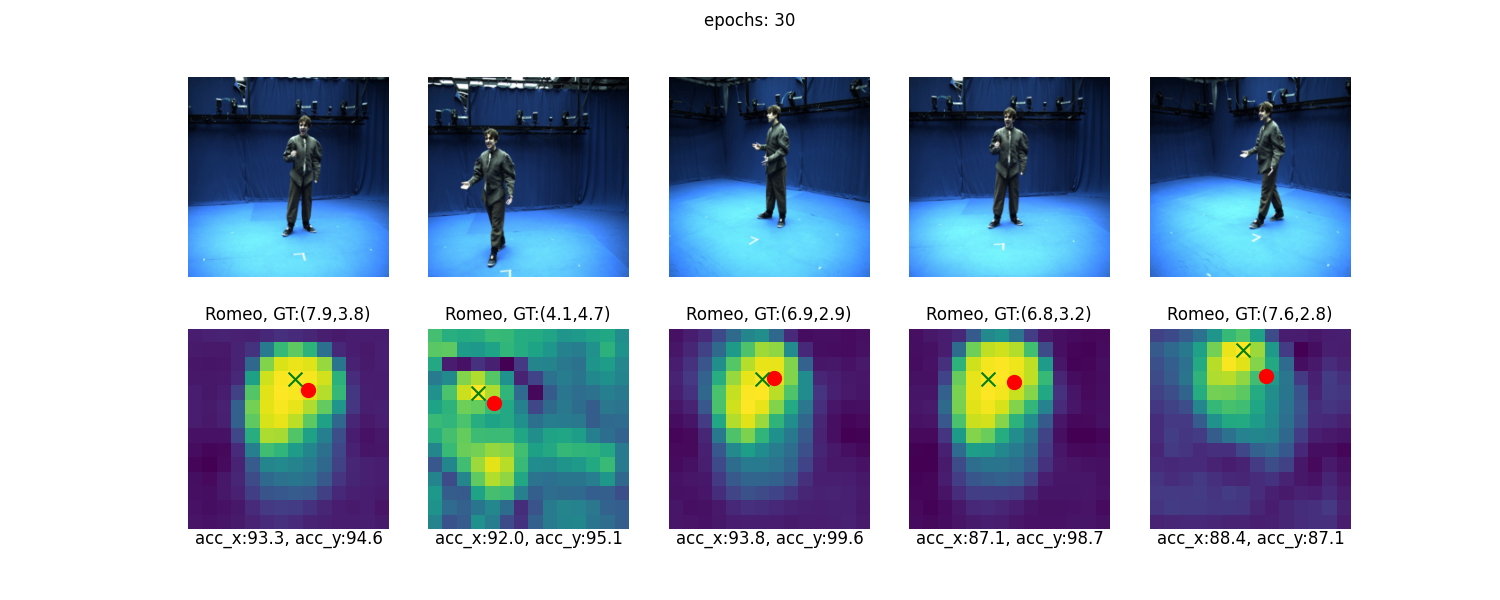 epochs: 30
Romeo, GT:(7.9,3.8)
Romeo, GT:(4.1,4.7)
Romeo, GT:(6.9,2.9)
Romeo, GT:(6.8,3.2)
Romeo, GT:(7.6,2.8)
acc_x:93.3, acc_y:94.6
acc_x:92.0, acc_y:95.1
acc_x:93.8, acc_y:99.6
acc_x:87.1, acc_y:98.7
acc_x:88.4, acc_y:87.1